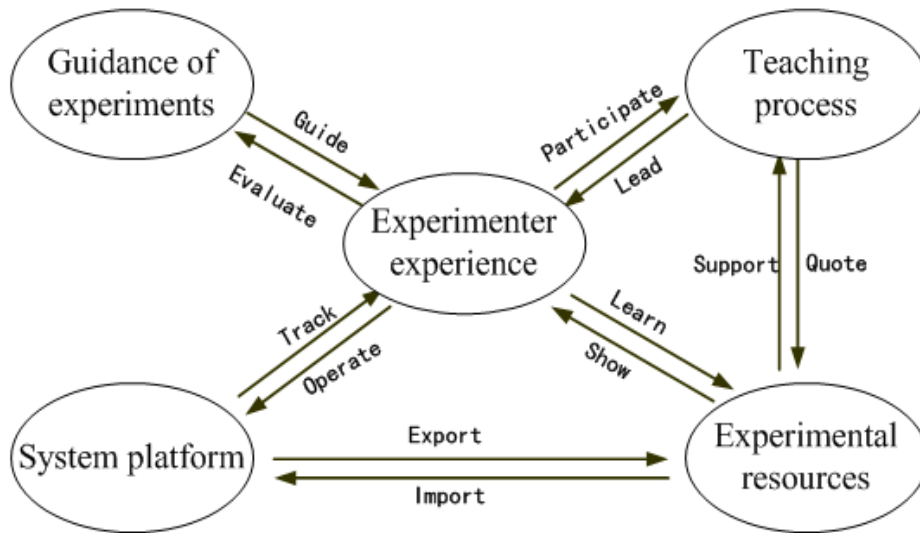 Guidance of
experiments
Teaching
process
Guide
Evaluate
Participate
Lead
Experimenter
experience
Support
Quote
Track
Operate
Learn
Show
System platform
Export
Import
Experimental
resources